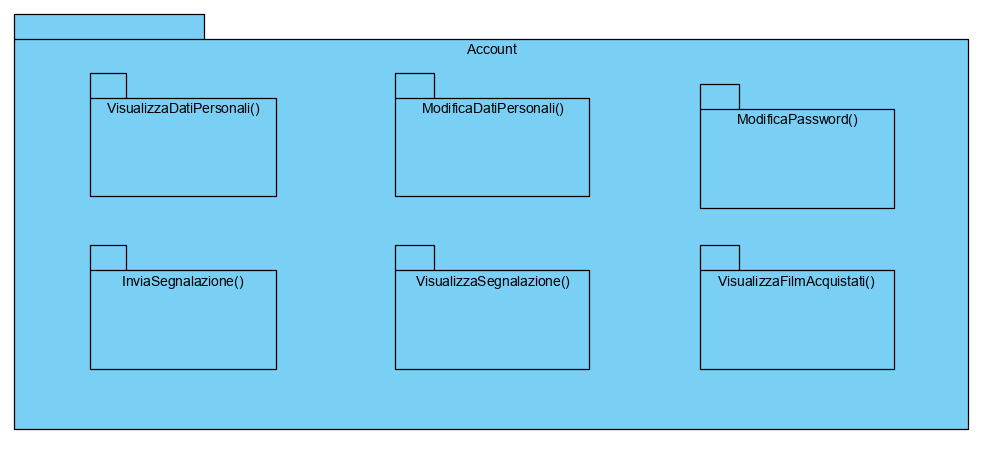 Account
VisualizzaDatiPersonali()
ModificaDatiPersonali()
ModificaPassword()
InviaSegnalazione()
VisualizzaSegnalazione()
VisualizzaFilmAcquistati()